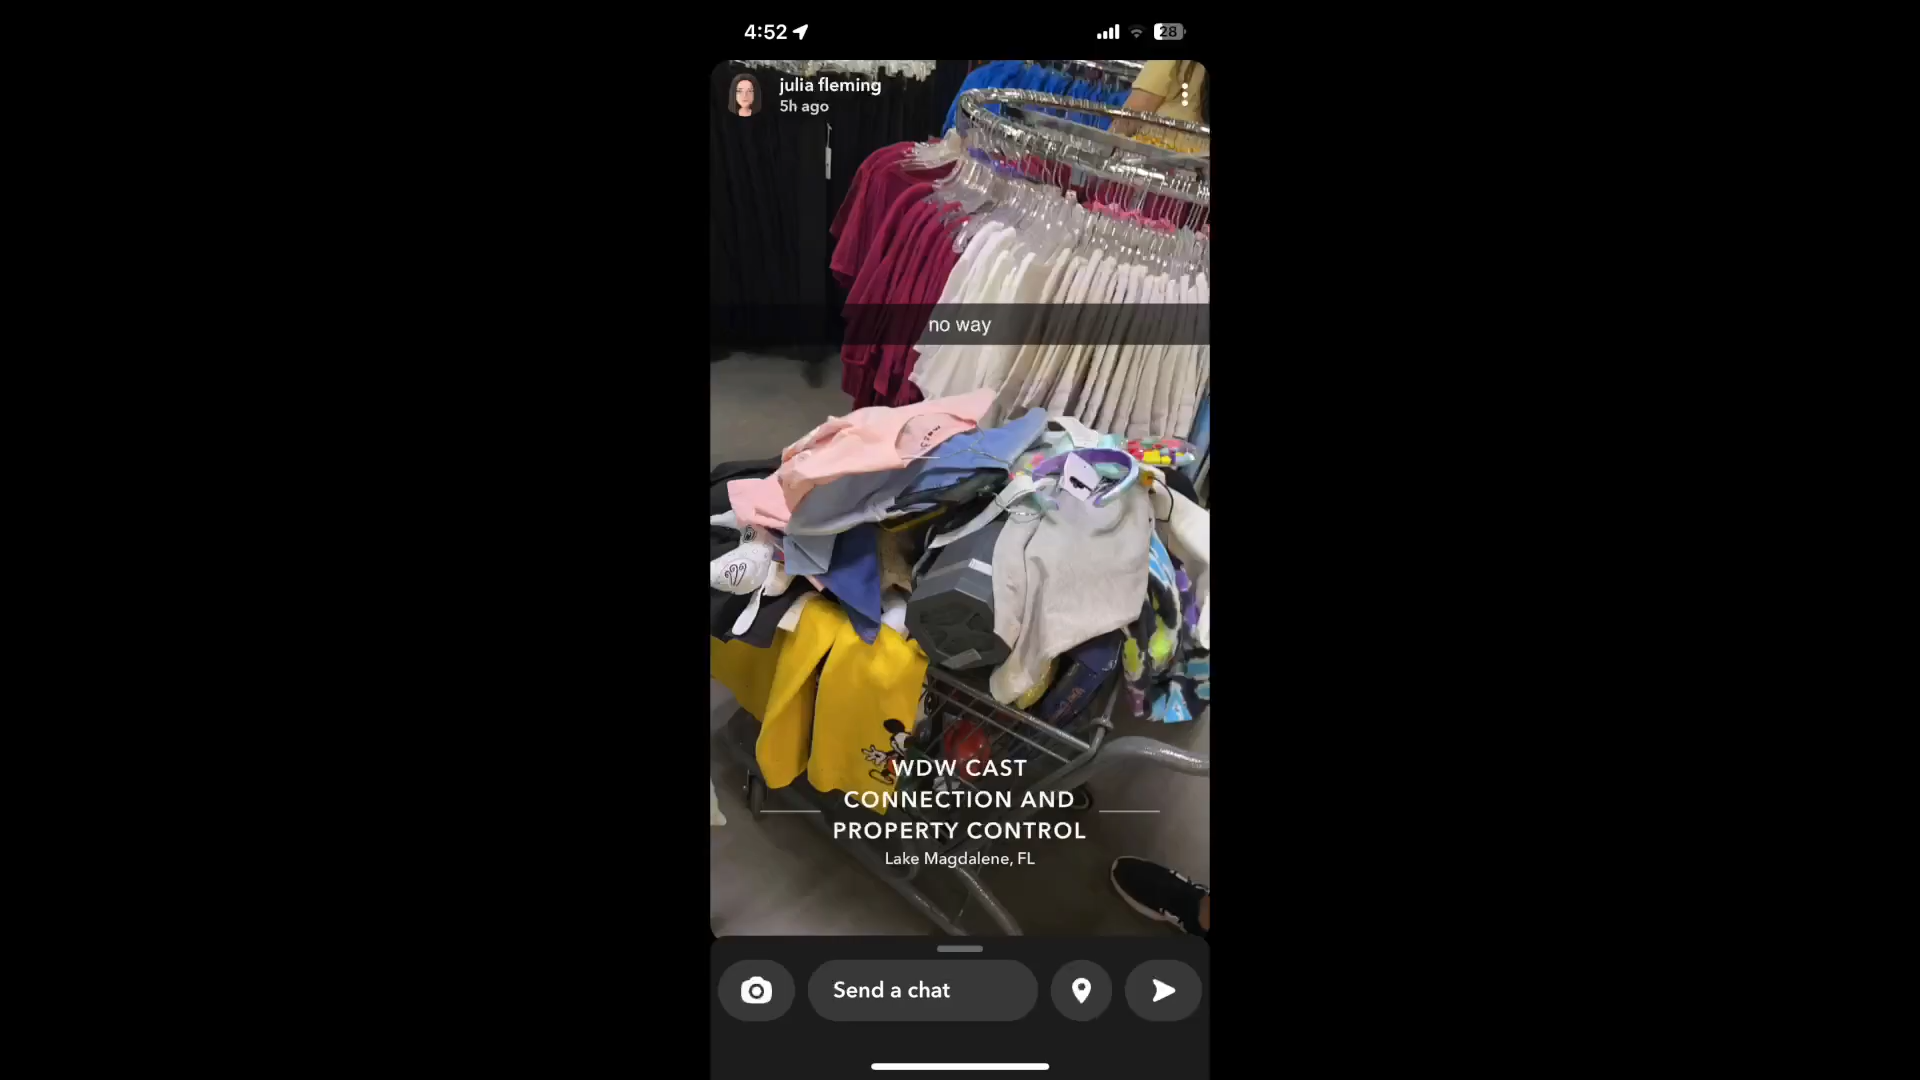 4:52
28
julia fleming
5h ago
no way
WDW CAST
CONNECTION AND
PROPERTY CONTROL
Lake Magdalene, FL
Send a chat